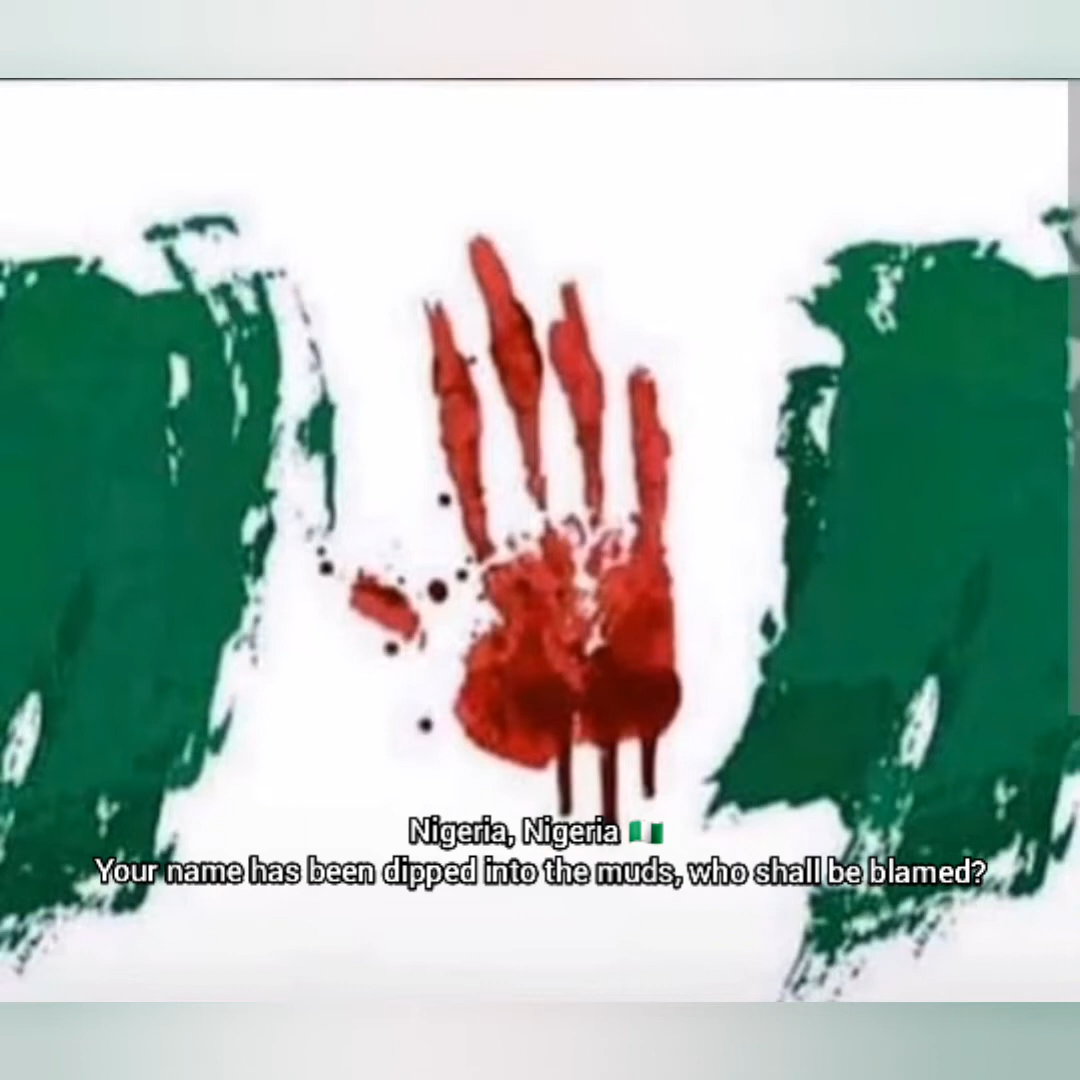 Nigeria, Nigeria 🇳🇬
Your name has been dipped into the muds, who shall be blamed?